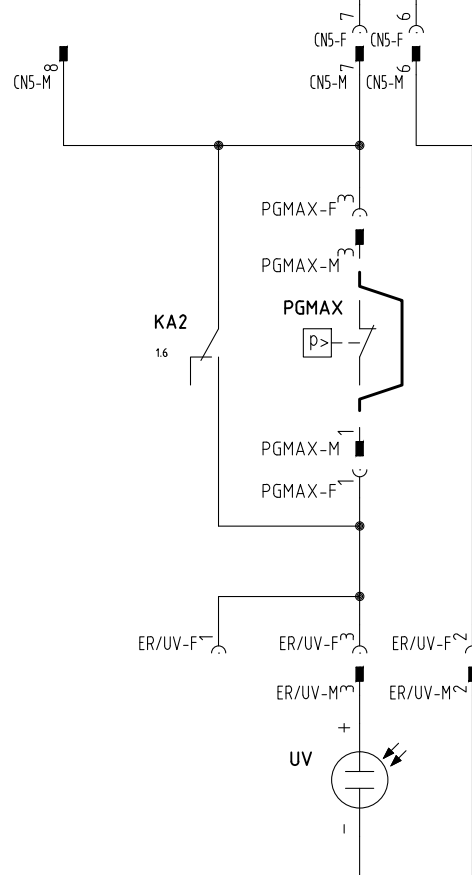 7
6
CN5-F
CN5-F
8
7
6
CN5-M
CN5-M
CN5-M
3
PGMAX-F
3
PGMAX-M
PGMAX
KA2
1.6
p>
1
PGMAX-M
1
PGMAX-F
ER/UV-F 1
ER/UV-F 3
ER/UV-F 2
ER/UV-M 3
ER/UV-M 2
+
UV
-